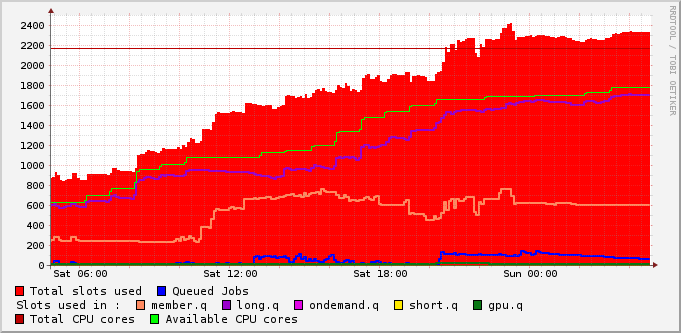 RRDTOOL / TOBI OETIKER
2400
2200
2000
1800
1600
1400
1200
1000
800
600
400
200
0
Sat 06:00 Sat 12:00 Sat 18:00 Sun 00:00
Total slots used Queued Jobs
Slots used in : member.q long.q ondemand.q short.q gpu.q
Total CPU cores Available CPU cores